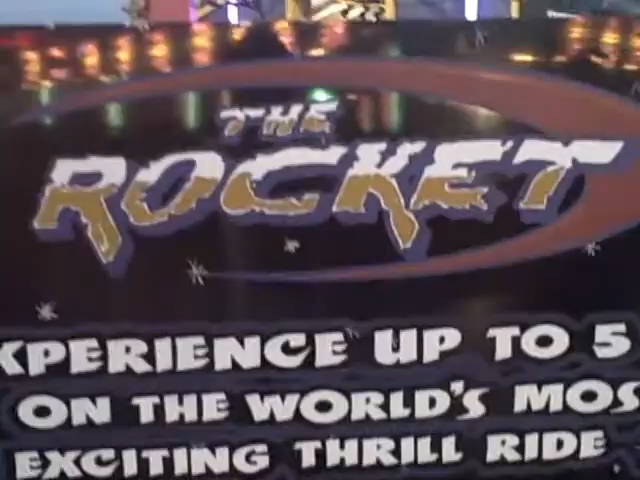 THE
ROCKET
XPERIENCE UP TO 5
ON THE WORLD'S MOS
EXCITING THRILL RIDE